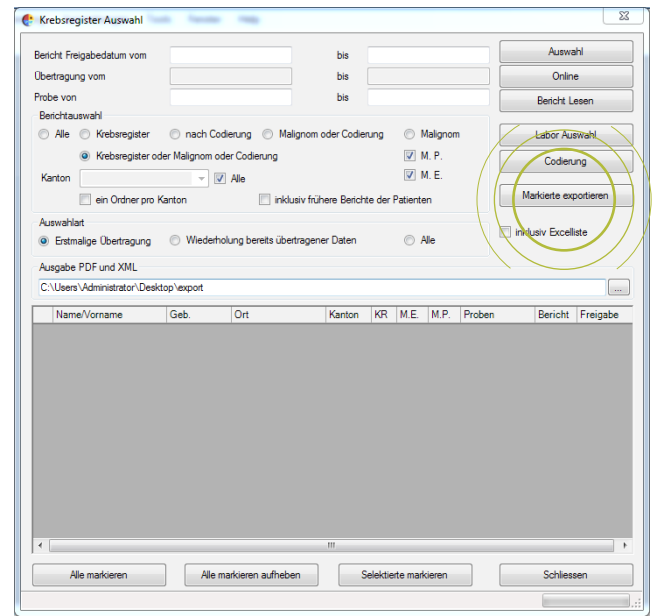 Krebsregister Auswahl
Bericht Freigabedatum vom bis Auswahl
Übertragung vom bis Online
Probe von bis Bericht Lesen
Berichtauswahl
Alle Krebsregister nach Codierung Malignom oder Codierung Malignom Labor Auswahl
Krebsregister oder Malignom oder Codierung M. P. Codierung
Kanton Alle M. E.
ein Ordner pro Kanton inklusiv frühere Berichte der Patienten Markierte exportieren
Auswahlart
Erstmalige Übertragung Wiederholung bereits übertragener Daten Alle inklusiv Excelliste
Ausgabe PDF und XML
C:\Users\Administrator\Desktop\export ...
Name/Vorname Geb. Ort Kanton KR M.E. M.P. Proben Bericht Freigabe
Alle markieren Alle markieren aufheben Selektierte markieren Schliessen